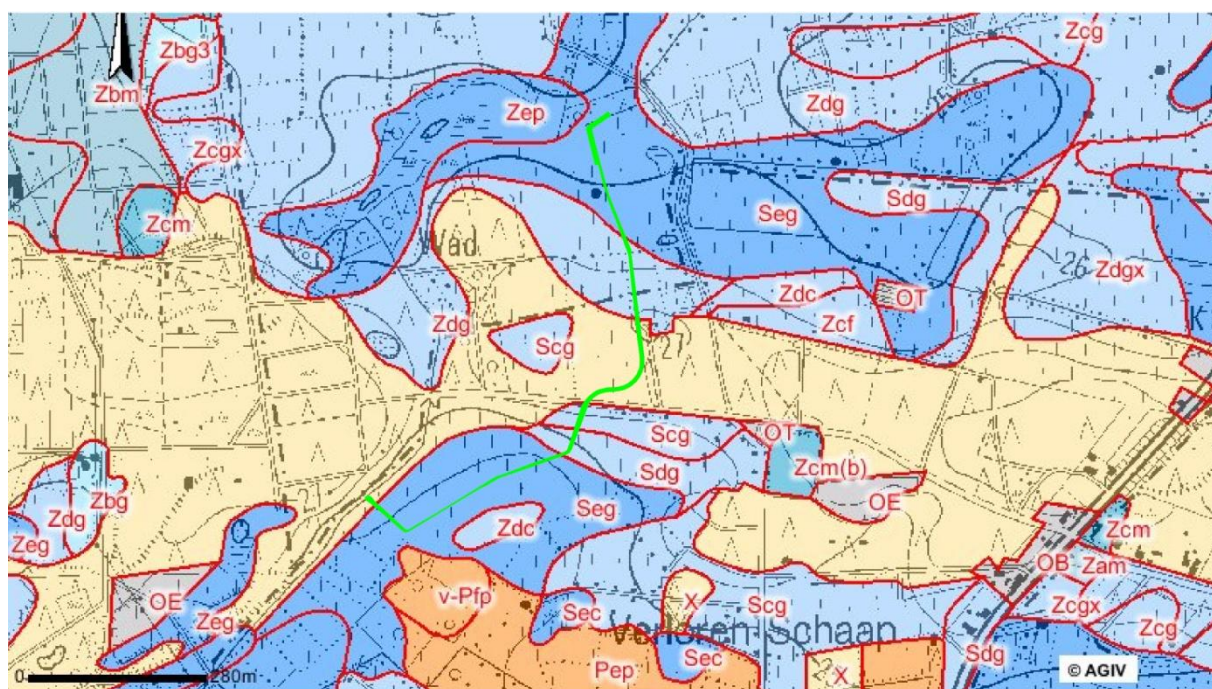 Zbg3
Zcg
Zbm
Zdg
Zep
Zcgx
Zcm
Sdg
Seg
Wad
26
Zdgx
Zdc
OT
Zdg
Zcf
K
Scg
27
Scg
OT
Sdg
Zcm(b)
Zbg
OE
Zdg
Seg
Zeg
Zdc
Zcm
OB
Zam
v-Pfp
OE
X
Scg
Zcgx
Sec
Zeg
Zcg
Verloren Schaan
Sdg
Pep
Sec
X
0
280m
© AGIV